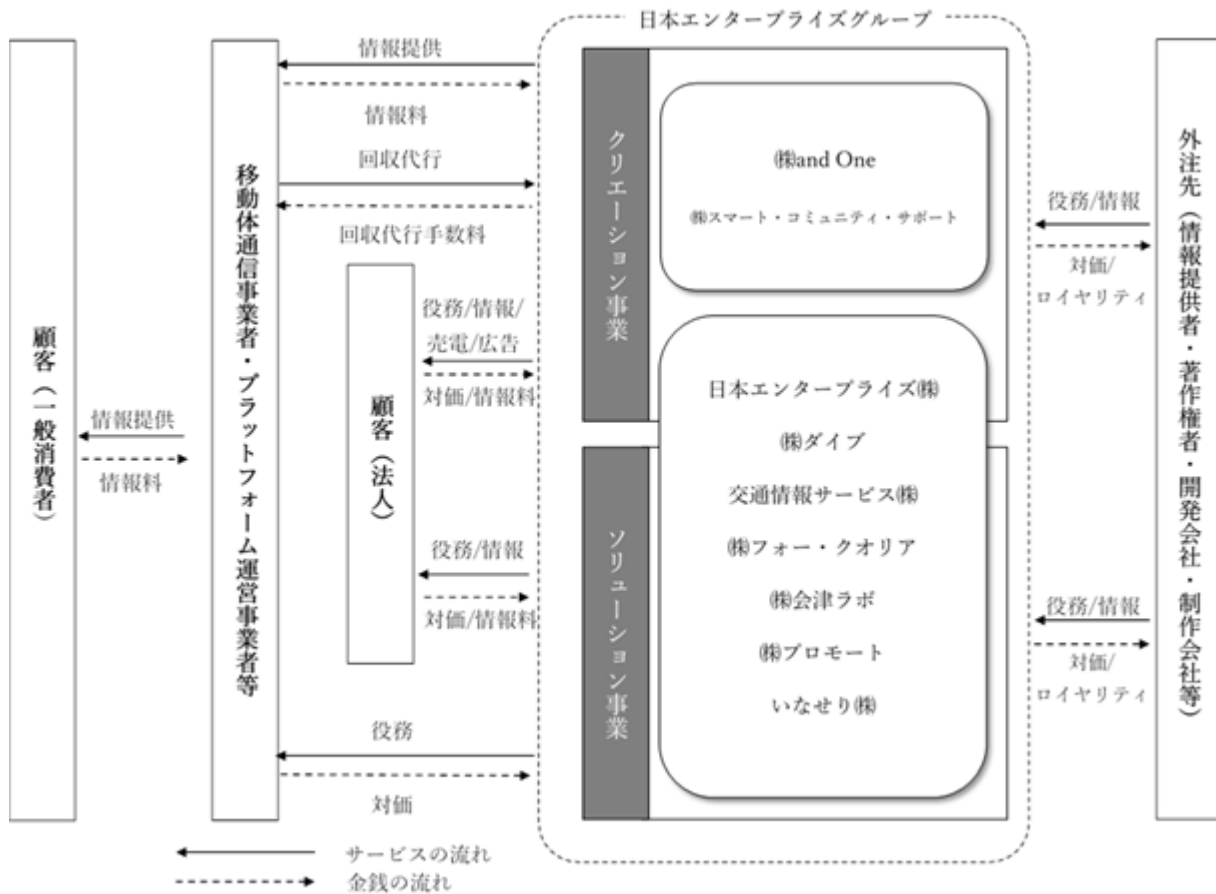 日本エンタープライズグループ
顧客（一般消費者）
情報提供
情報料
移動体通信事業者・プラットフォーム運営事業者等
情報提供
情報料
回収代行
回収代行手数料
顧客（法人）
役務/情報/
売電/広告
対価/情報料
役務/情報
対価/情報料
役務
対価
クリエーション事業
㈱and One
㈱スマート・コミュニティ・サポート
ソリューション事業
日本エンタープライズ㈱
㈱ダイブ
交通情報サービス㈱
㈱フォー・クオリア
㈱会津ラボ
㈱プロモート
いなせり㈱
役務/情報
対価/
ロイヤリティ
役務/情報
対価/
ロイヤリティ
外注先（情報提供者・著作権者・開発会社・制作会社等）
サービスの流れ
金銭の流れ